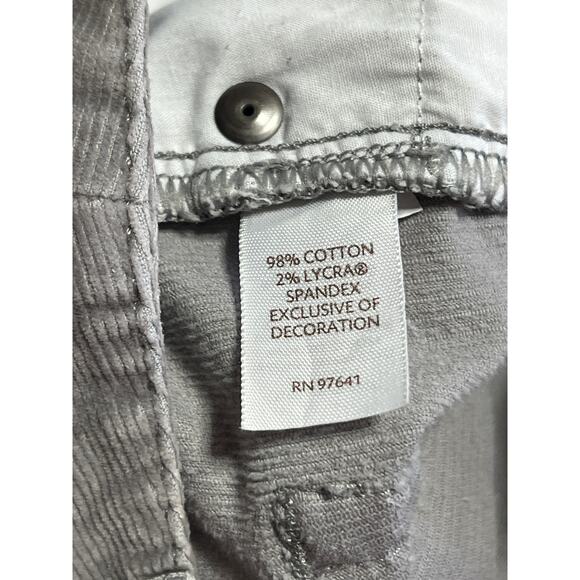 98% COTTON
2% LYCRA®
SPANDEX
EXCLUSIVE OF
DECORATION
RN 97641